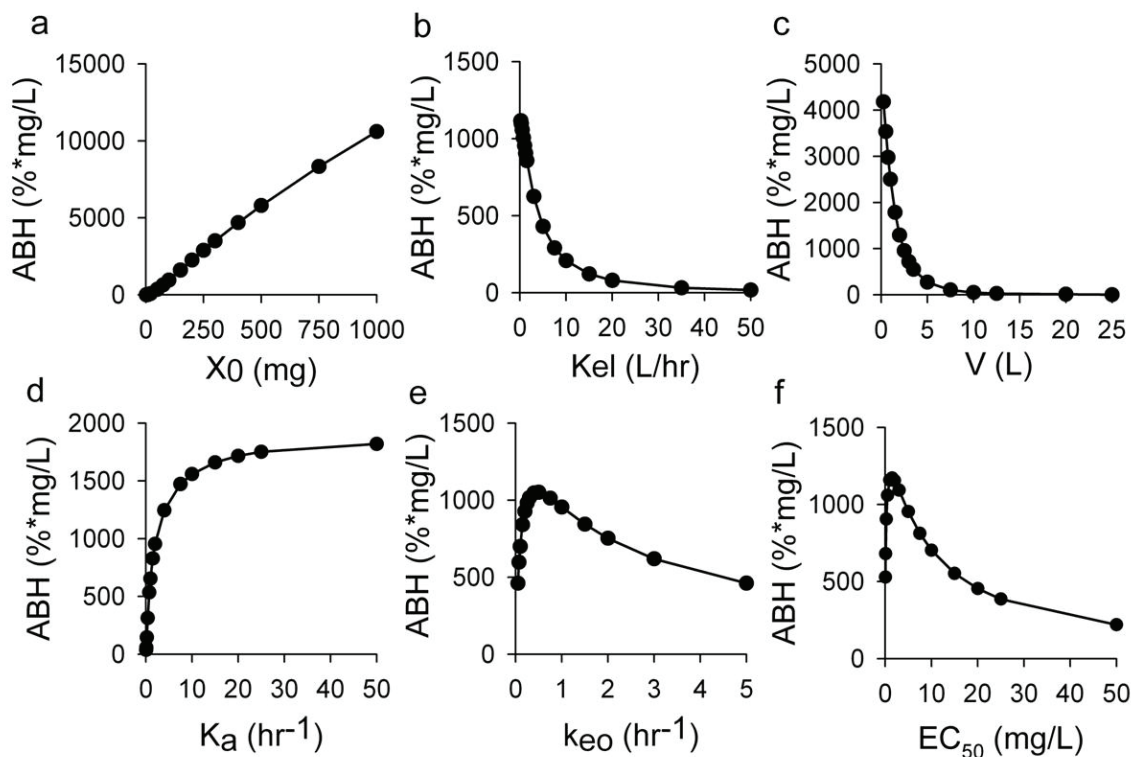 a
ABH (%*mg/L)
15000
10000
5000
0
0 250 500 750 1000
X0 (mg)
b
ABH (%*mg/L)
1500
1000
500
0
0 10 20 30 40 50
Kel (L/hr)
c
ABH (%*mg/L)
5000
4000
3000
2000
1000
0
0 5 10 15 20 25
V (L)
d
ABH (%*mg/L)
2000
1500
1000
500
0
0 10 20 30 40 50
Ka (hr-1)
e
ABH (%*mg/L)
1500
1000
500
0
0 1 2 3 4 5
keo (hr-1)
f
ABH (%*mg/L)
1500
1000
500
0
0 10 20 30 40 50
EC50 (mg/L)